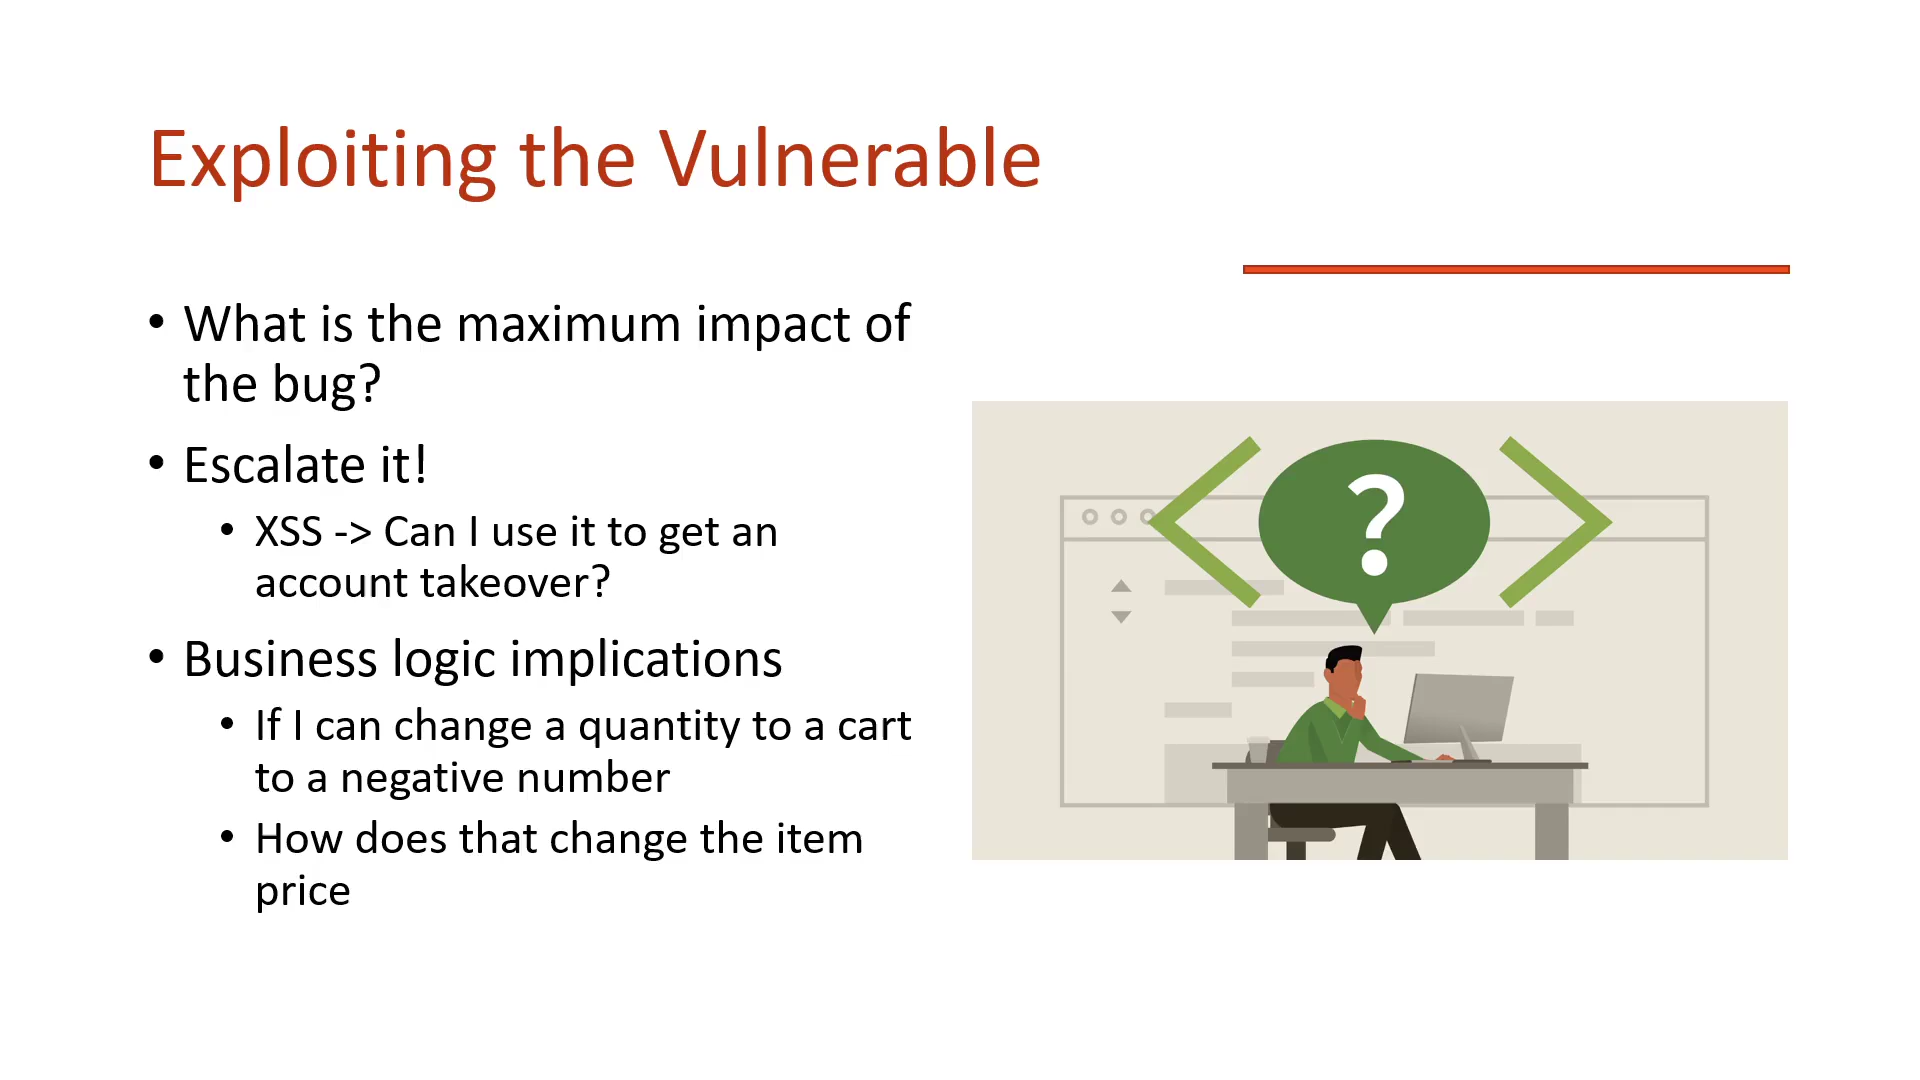 Exploiting the Vulnerable
• What is the maximum impact of
the bug?
• Escalate it!
• XSS -> Can I use it to get an
account takeover?
• Business logic implications
• If I can change a quantity to a cart
to a negative number
• How does that change the item
price
< ? >